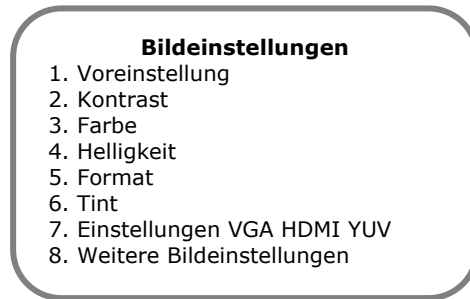 Bildeinstellungen
1. Voreinstellung
2. Kontrast
3. Farbe
4. Helligkeit
5. Format
6. Tint
7. Einstellungen VGA HDMI YUV
8. Weitere Bildeinstellungen